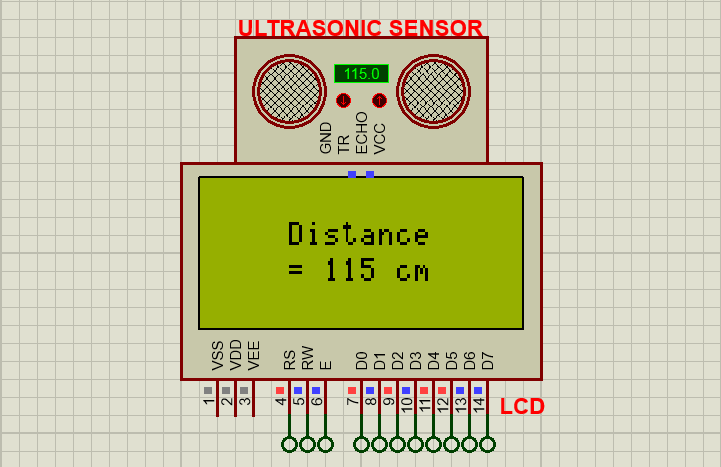 ULTRASONIC SENSOR
115.0
GND
TR
ECHO
VCC
Distance
= 115 cm
VSS
VDD
VEE
RS
RW
E
D0
D1
D2
D3
D4
D5
D6
D7
1
2
3
4
5
6
7
8
9
10
11
12
13
14
LCD